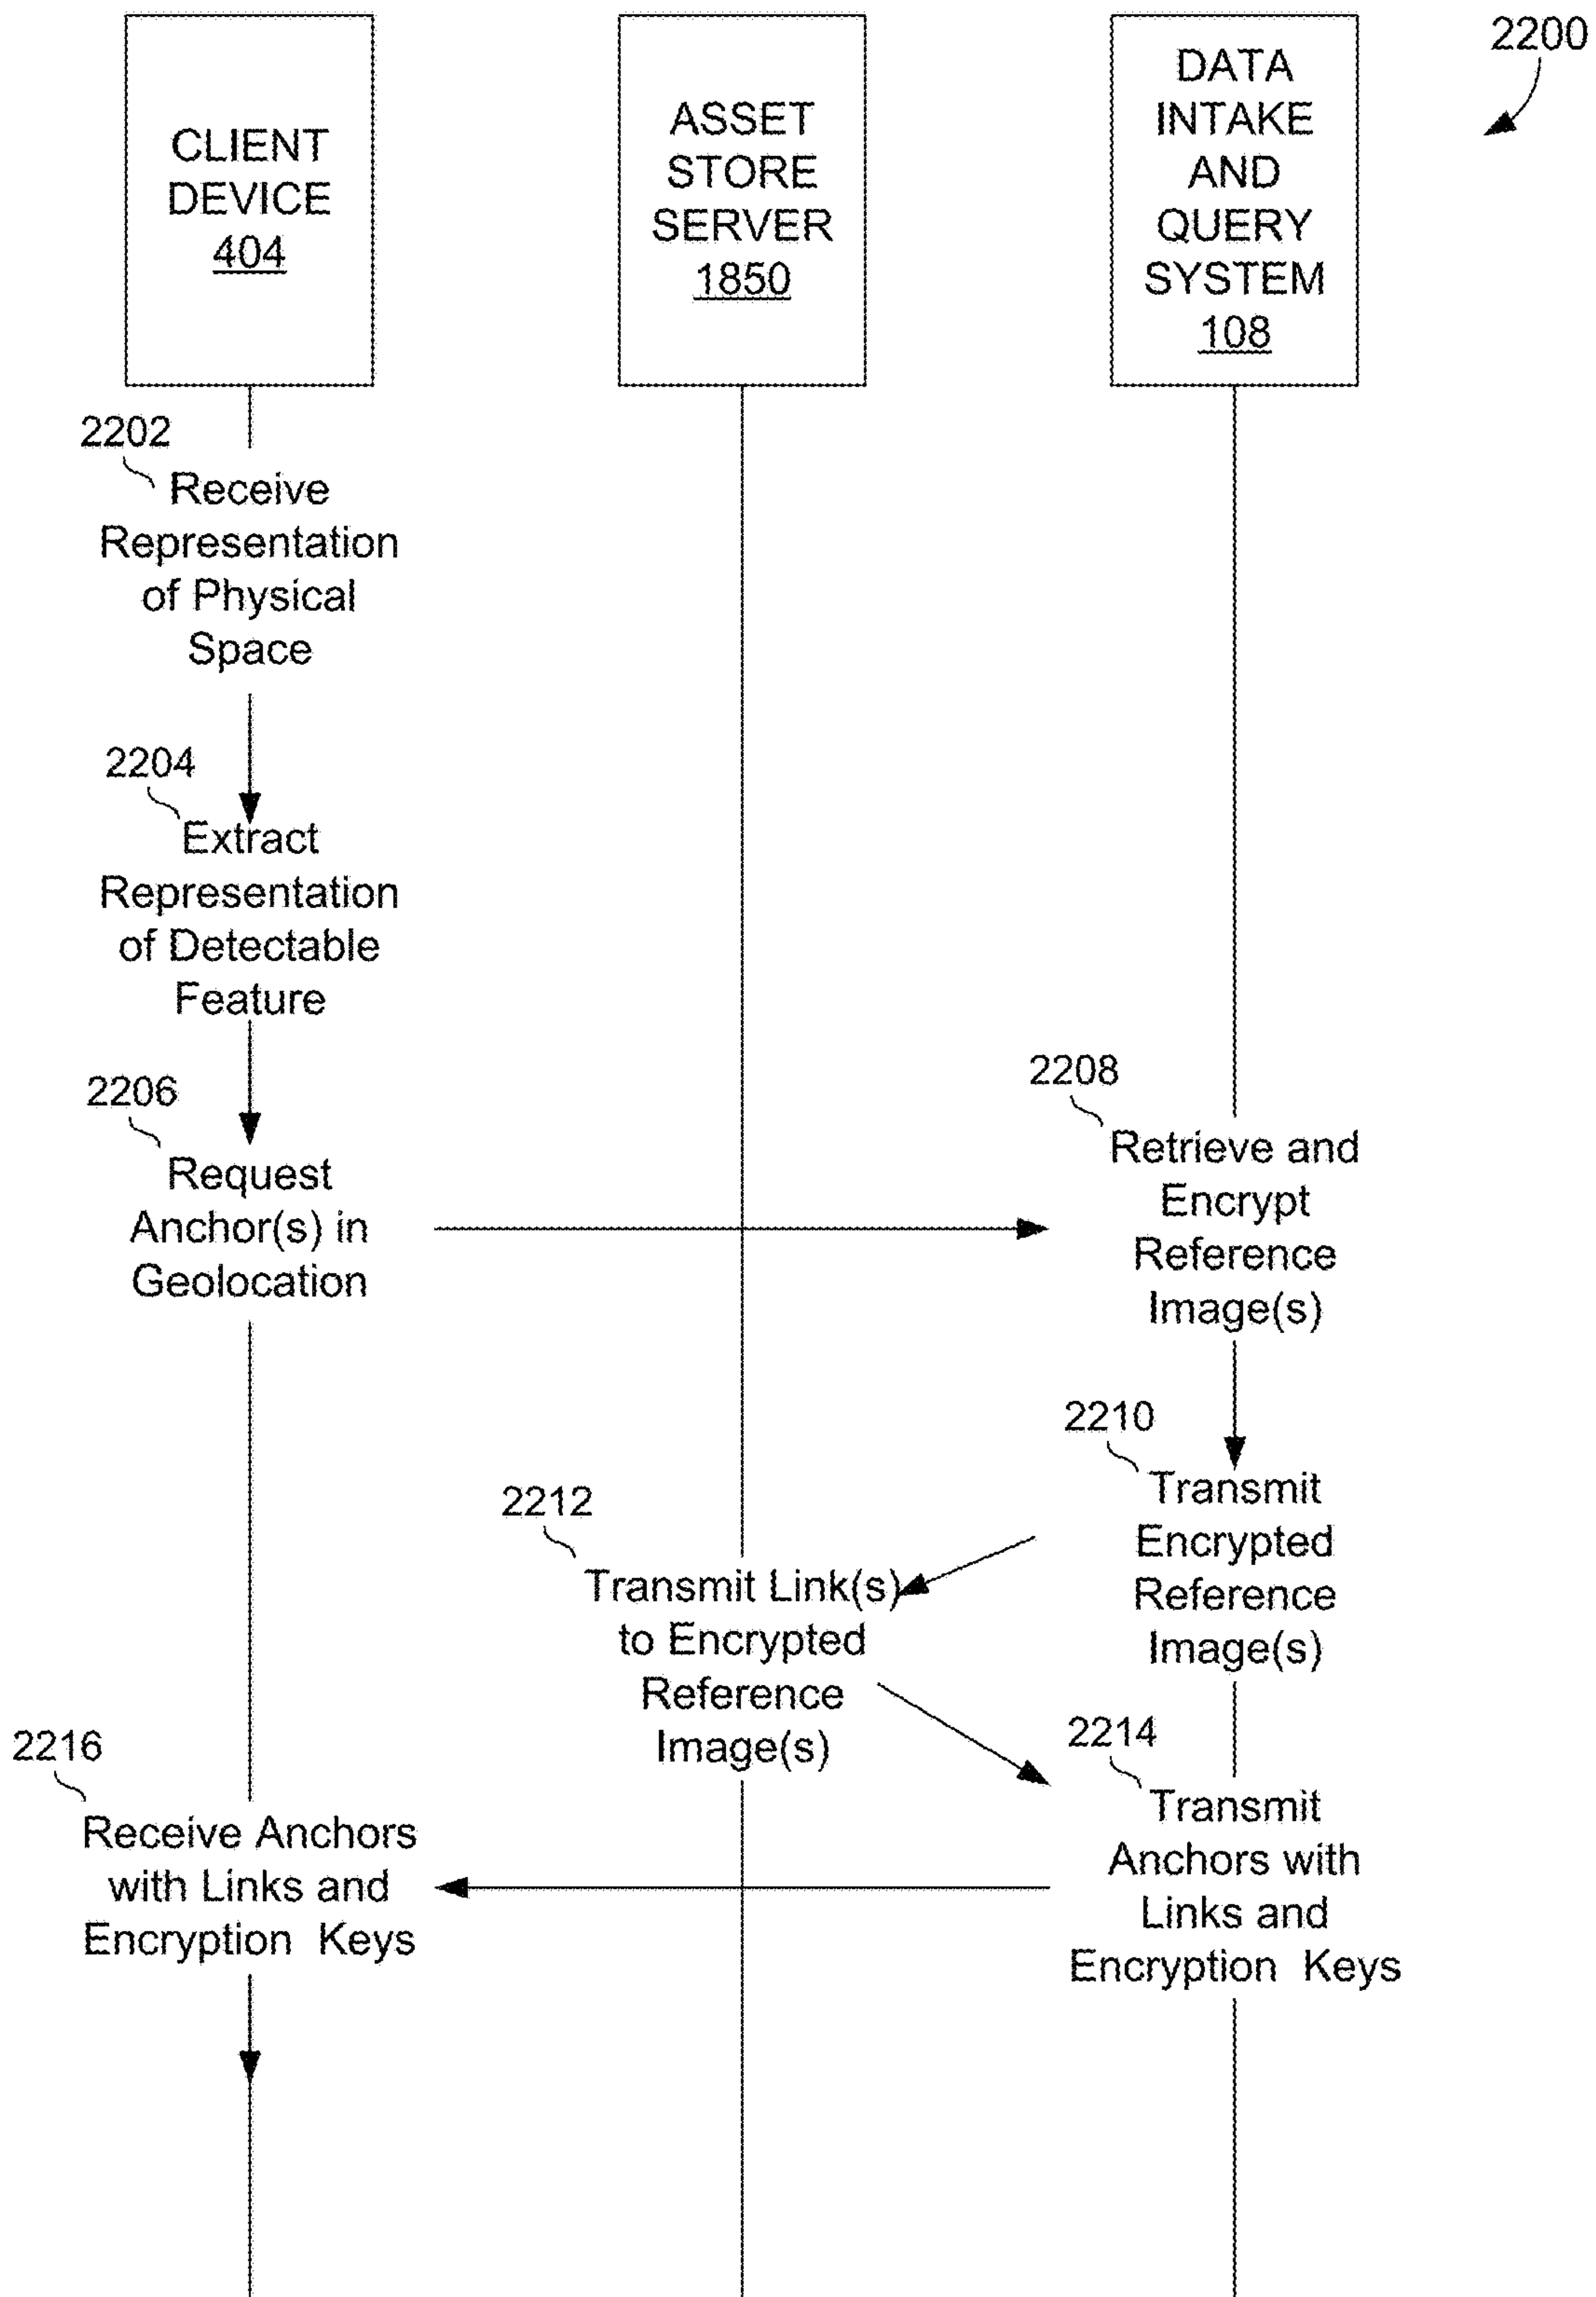 2200
CLIENT
DEVICE
404
ASSET
STORE
SERVER
1850
DATA
INTAKE
AND
QUERY
SYSTEM
108
2202
Receive
Representation
of Physical
Space
2204
Extract
Representation
of Detectable
Feature
2206
Request
Anchor(s) in
Geolocation
2208
Retrieve and
Encrypt
Reference
Image(s)
2210
Transmit
Encrypted
Reference
Image(s)
2212
Transmit Link(s)
to Encrypted
Reference
Image(s)
2214
Transmit
Anchors with
Links and
Encryption Keys
2216
Receive Anchors
with Links and
Encryption Keys